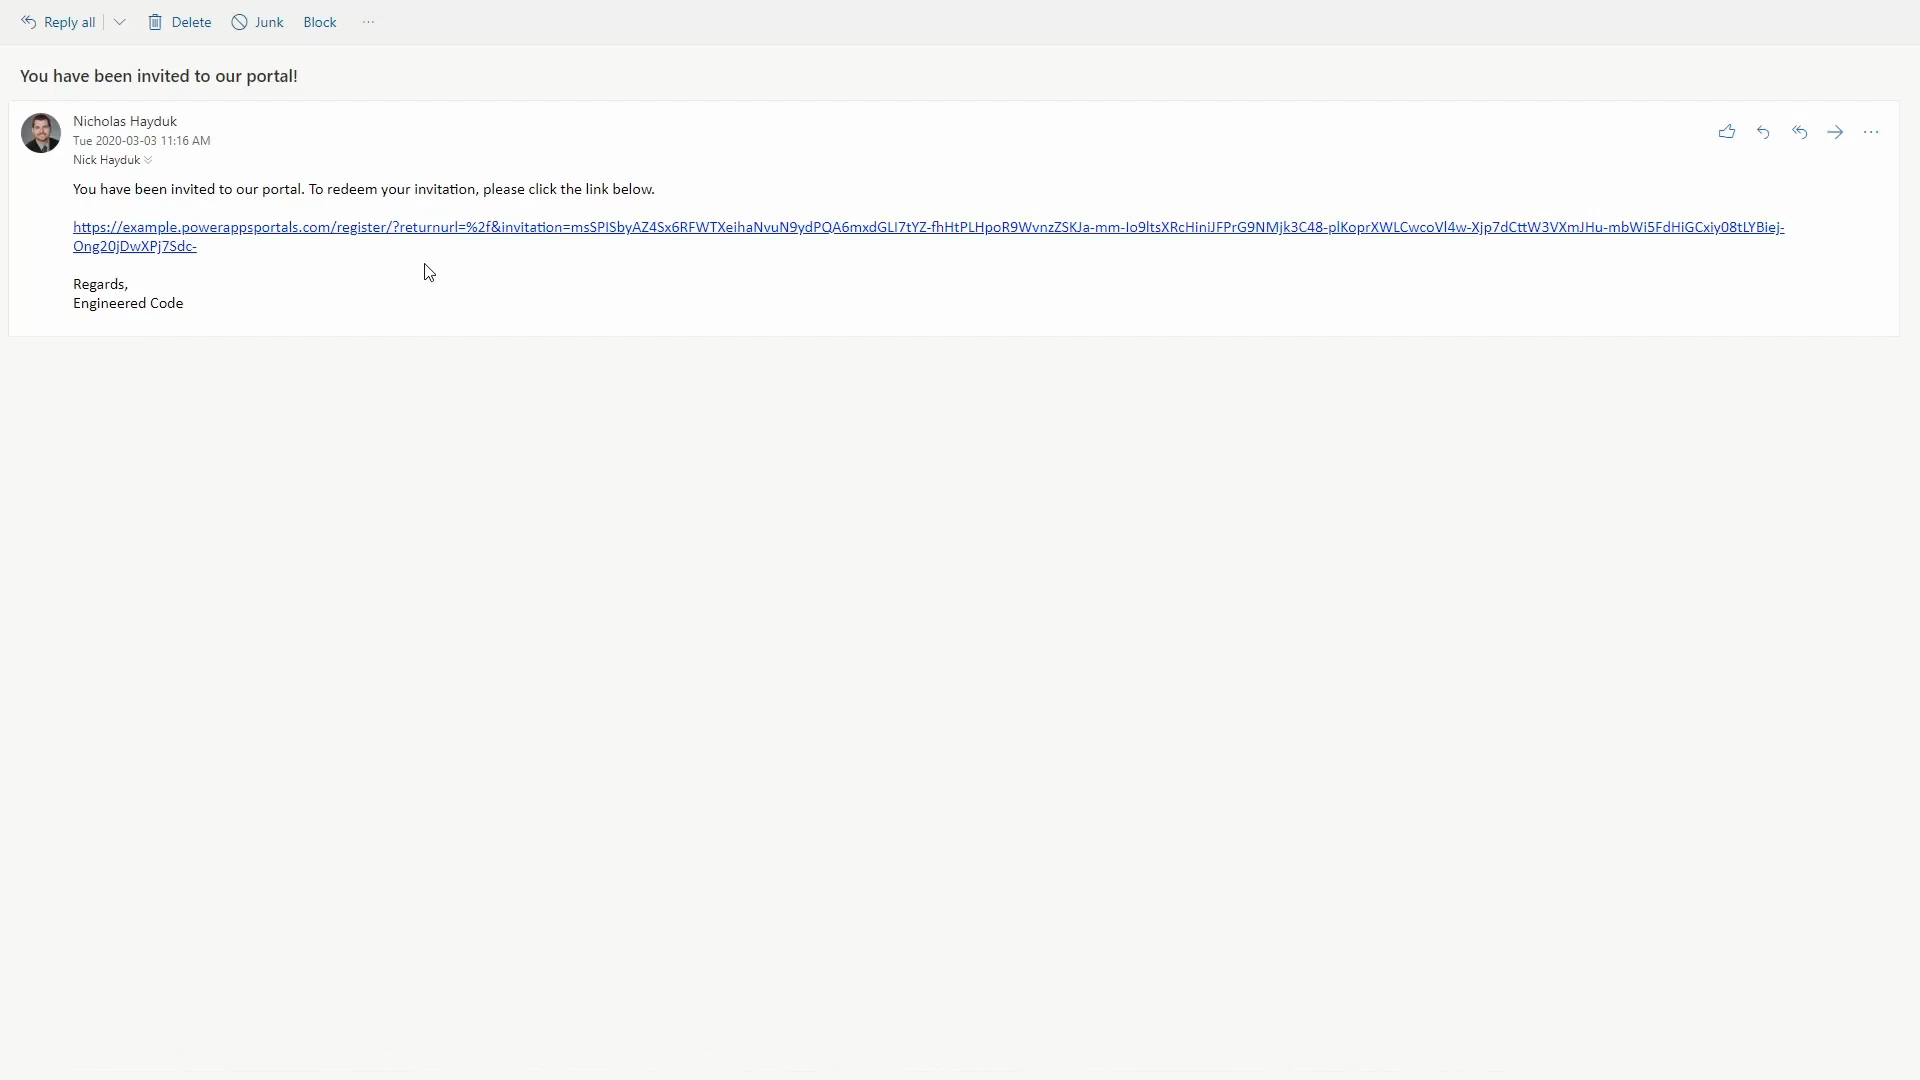 Reply all Delete Junk Block ...
You have been invited to our portal!
Nicholas Hayduk
Tue 2020-03-03 11:16 AM
Nick Hayduk
You have been invited to our portal. To redeem your invitation, please click the link below.
https://example.powerappsportals.com/register/?returnurl=%2f&invitation=msSPISbyAZ4Sx6RFWTXeihaNvuN9ydPQA6mxdGLI7tYZ-fhHtPLHpoR9WvnzZSKJa-mm-Io9ltsXRcHiniJFPrG9NMjk3C48-plKoprXWLCwcoVl4w-Xjp7dCttW3VXmJHu-mbWi5FdHiGCxiy08tLYBiej-
Ong20jDwXPj7Sdc-
Regards,
Engineered Code